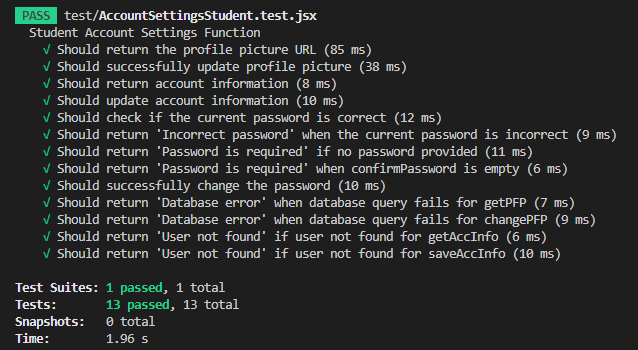 PASS test/AccountSettingsStudent.test.jsx
Student Account Settings Function
√ Should return the profile picture URL (85 ms)
√ Should successfully update profile picture (38 ms)
√ Should return account information (8 ms)
√ Should update account information (10 ms)
√ Should check if the current password is correct (12 ms)
√ Should return 'Incorrect password' when the current password is incorrect (9 ms)
√ Should return 'Password is required' if no password provided (11 ms)
√ Should return 'Password is required' when confirmPassword is empty (6 ms)
√ Should successfully change the password (10 ms)
√ Should return 'Database error' when database query fails for getPFP (7 ms)
√ Should return 'Database error' when database query fails for changePFP (9 ms)
√ Should return 'User not found' if user not found for getAccInfo (6 ms)
√ Should return 'User not found' if user not found for saveAccInfo (10 ms)
Test Suites: 1 passed, 1 total
Tests: 13 passed, 13 total
Snapshots: 0 total
Time: 1.96 s